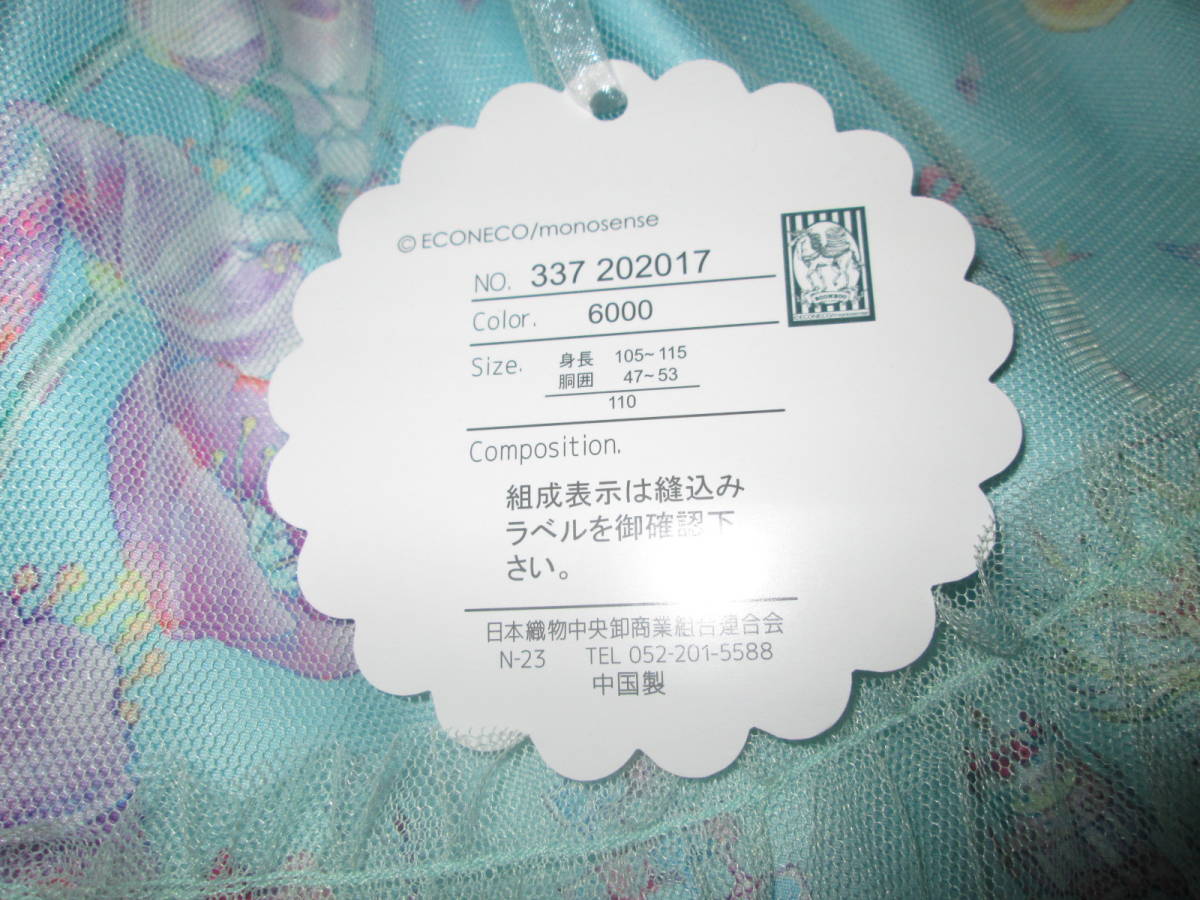 © ECONECO/monosense
NO. 337 202017
Color. 6000
Size. 身長 105~115
胴囲 47~53
110
Composition.
組成表示は縫込み
ラベルを御確認下
さい。
日本織物中央卸商業組合連合会
N-23 TEL 052-201-5588
中国製
©ECONECO/monosense